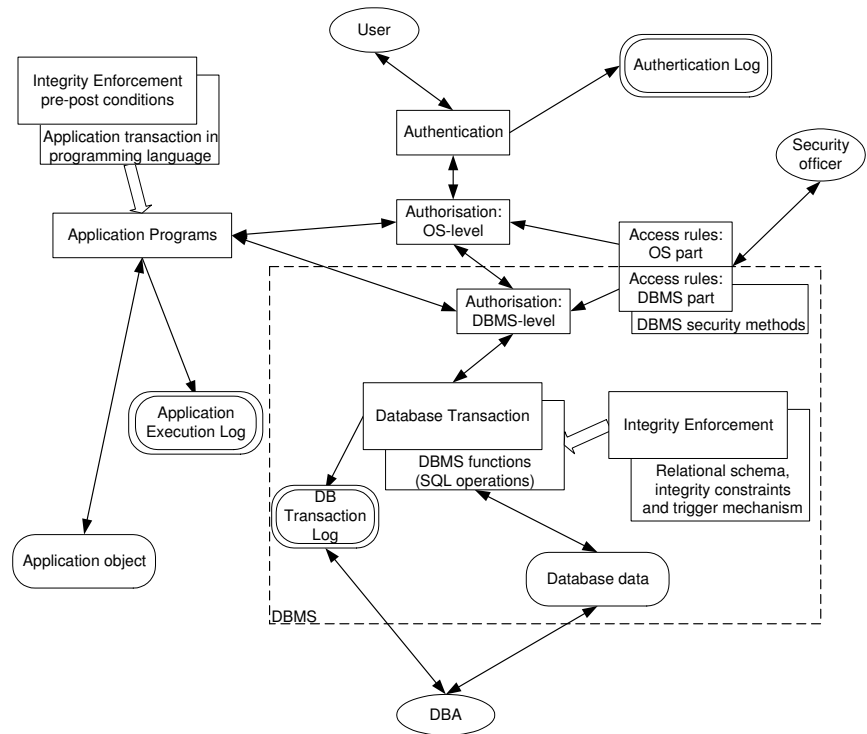 User
Authertication Log
Integrity Enforcement
pre-post conditions
Application transaction in
programming language
Authentication
Security
officer
Application Programs
Authorisation:
OS-level
Access rules:
OS part
Access rules:
DBMS part
DBMS security methods
Authorisation:
DBMS-level
Application
Execution Log
Database Transaction
DBMS functions
(SQL operations)
Integrity Enforcement
Relational schema,
integrity constraints
and trigger mechanism
DB
Transaction
Log
Application object
Database data
DBMS
DBA